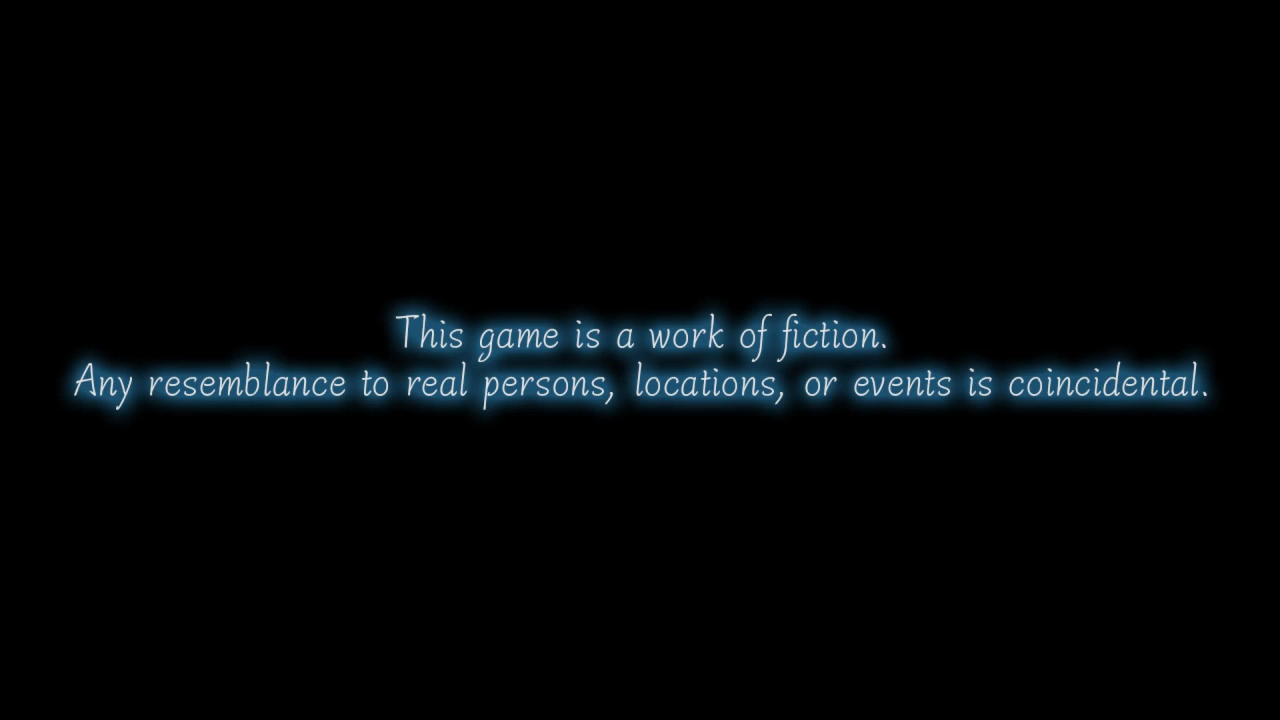 This game is a work of fiction.
Any resemblance to real persons, locations, or events is coincidental.